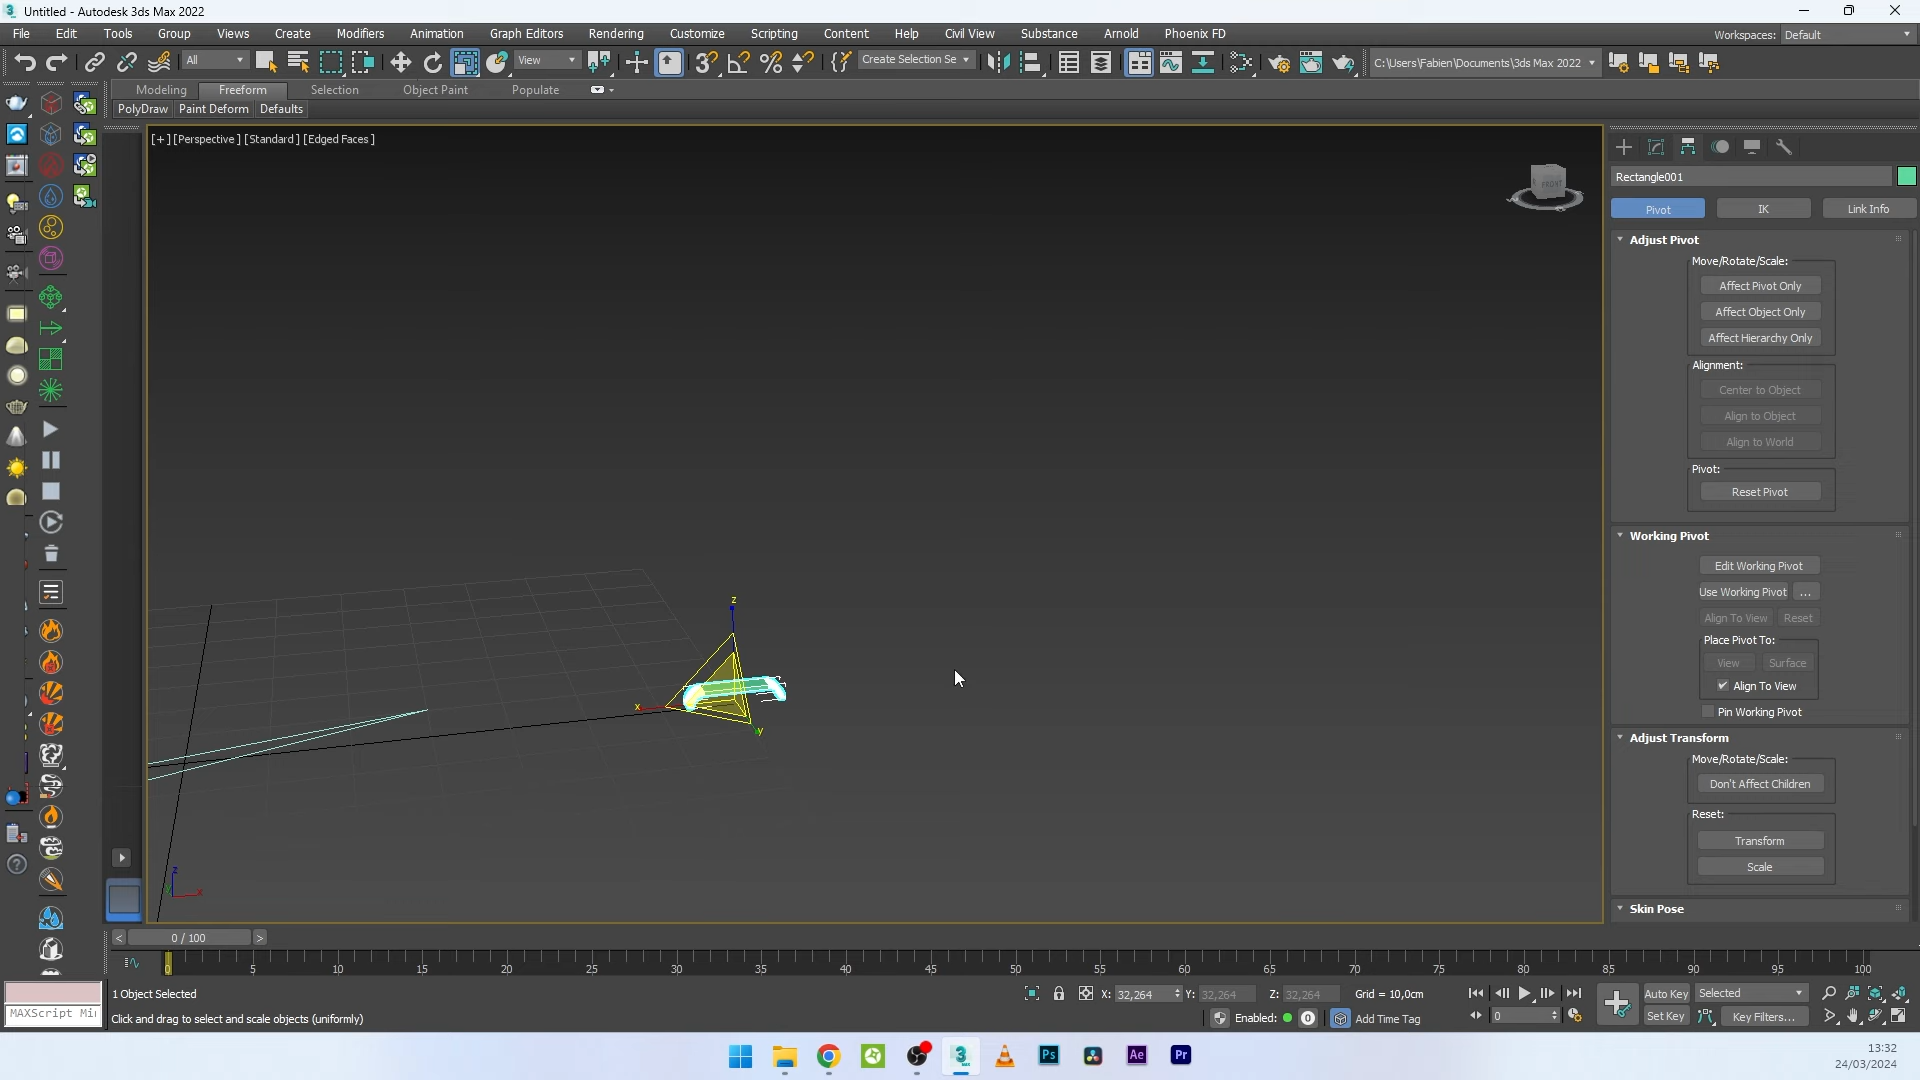 Untitled - Autodesk 3ds Max 2022
File Edit Tools Group Views Create Modifiers Animation Graph Editors Rendering Customize Scripting Content Help Civil View Substance Arnold Phoenix FD
Workspaces: Default
All View Create Selection Se C:\Users\Fabien\Documents\3ds Max 2022
Modeling Freeform Selection Object Paint Populate
PolyDraw Paint Deform Defaults
[+] [Perspective] [Standard] [Edged Faces]
FRONT
Rectangle001
Pivot IK Link Info
Adjust Pivot
Move/Rotate/Scale:
Affect Pivot Only
Affect Object Only
Affect Hierarchy Only
Alignment:
Center to Object
Align to Object
Align to World
Pivot:
Reset Pivot
Working Pivot
Edit Working Pivot
Use Working Pivot ...
Align To View Reset
Place Pivot To:
View Surface
Align To View
Pin Working Pivot
Adjust Transform
Move/Rotate/Scale:
Don't Affect Children
Reset:
Transform
Scale
Skin Pose
z
x
y
z
x
< 0 / 100 >
0 5 10 15 20 25 30 35 40 45 50 55 60 65 70 75 80 85 90 95 100
1 Object Selected
X: 32,264 Y: 32,264 Z: 32,264 Grid = 10,0cm
Auto Key Selected
MAXScript Mi
Click and drag to select and scale objects (uniformly)
Enabled: 0 Add Time Tag
0
Set Key Key Filters...
3 MAX Ps Ae Pr
13:32
24/03/2024